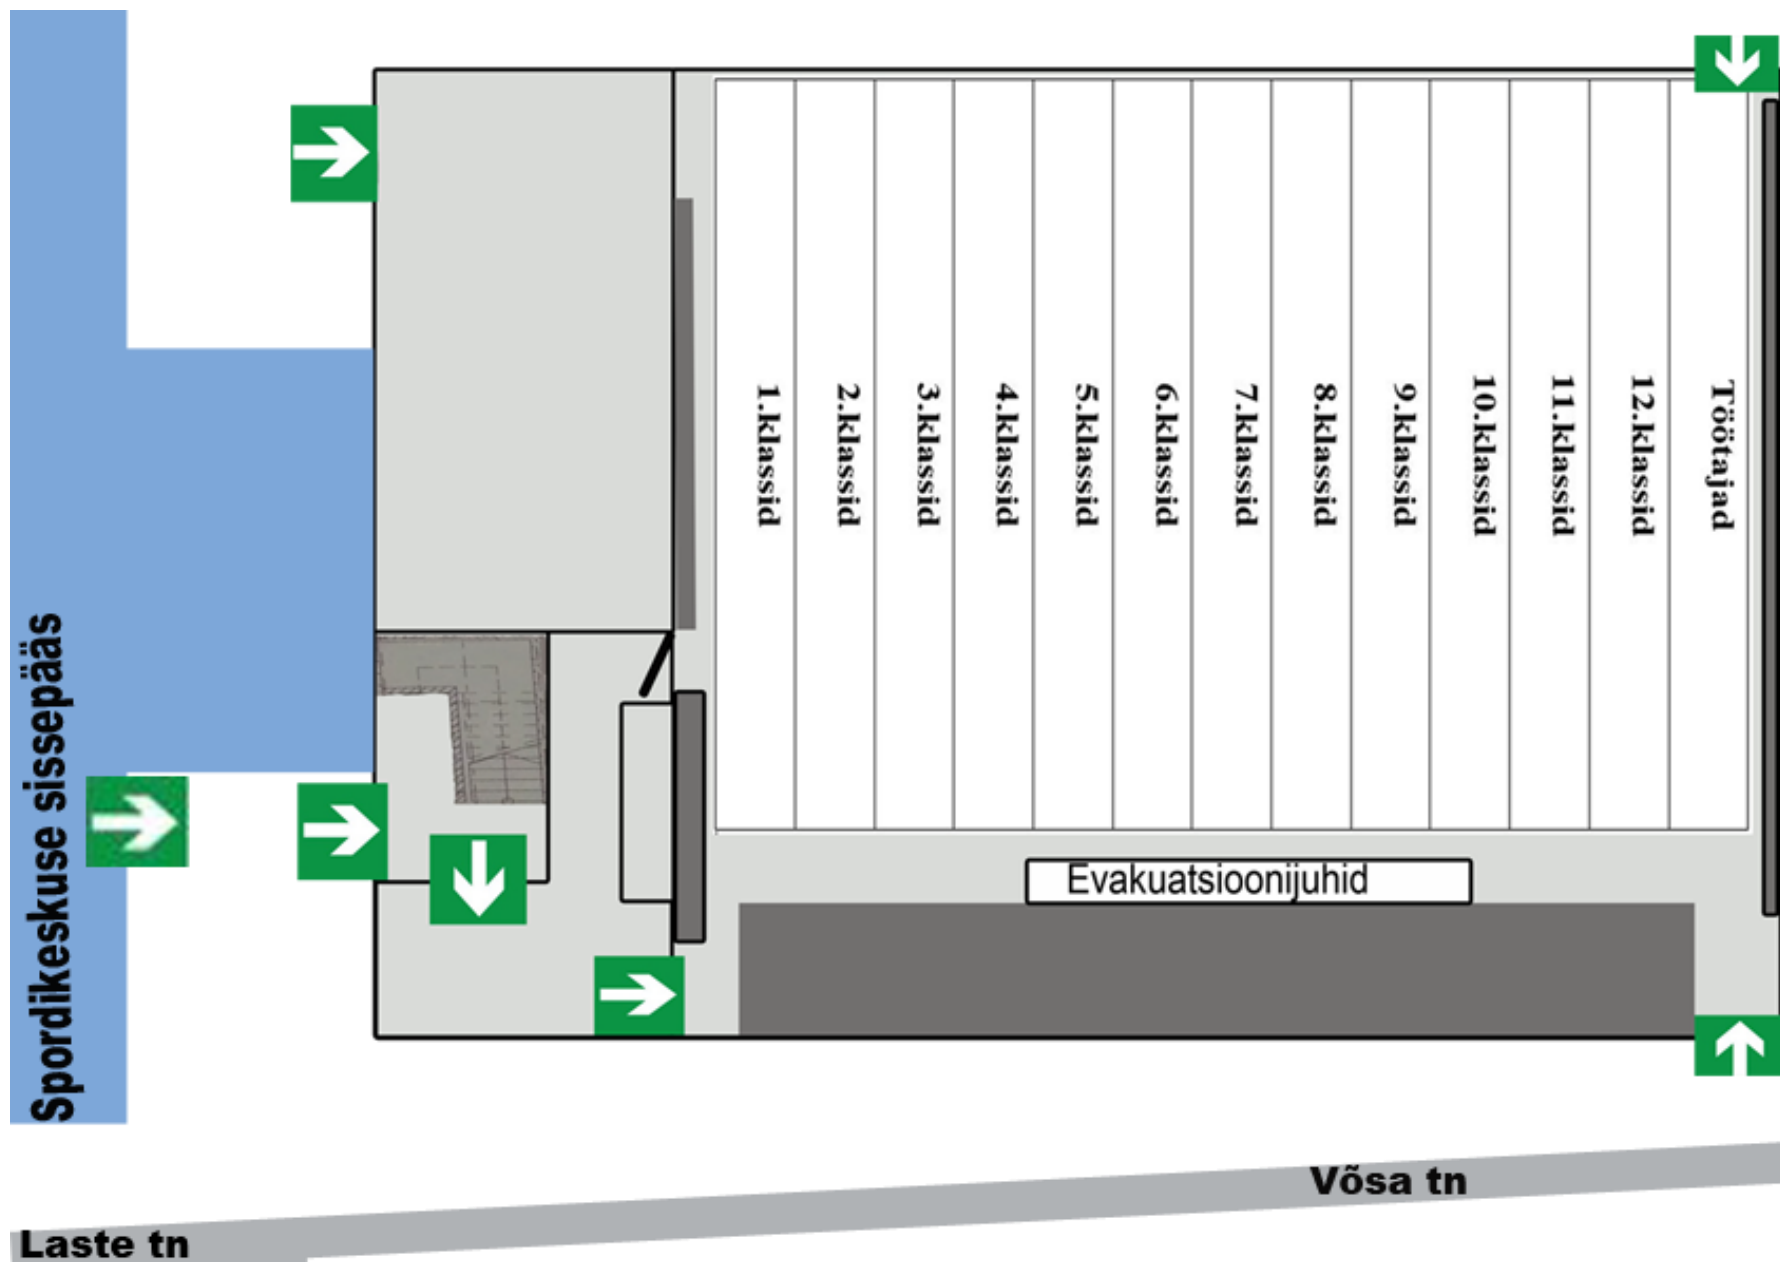 1.klassid
2.klassid
3.klassid
4.klassid
5.klassid
6.klassid
7.klassid
8.klassid
9.klassid
10.klassid
11.klassid
12.klassid
Töötajad
Spordikeskuse sissepääs
Evakuatsioonijuhid
Võsa tn
Laste tn